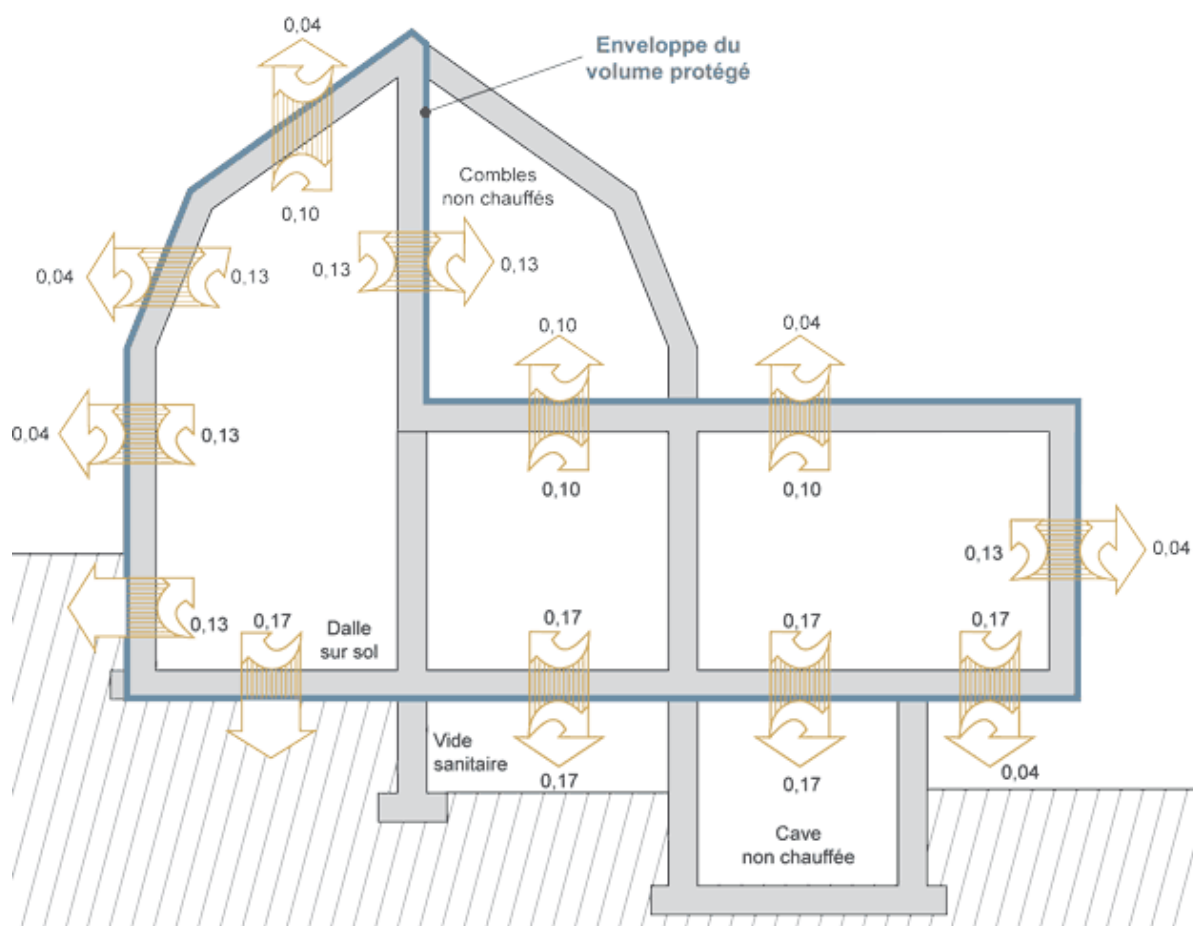 0,04
Enveloppe du
volume protégé
Combles
non chauffés
0,10
0,04
0,13
0,13
0,13
0,10
0,04
0,04
0,13
0,10
0,10
0,13
0,04
0,13
0,17
Dalle
sur sol
0,17
0,17
0,17
Vide
sanitaire
0,17
0,17
0,04
Cave
non chauffée